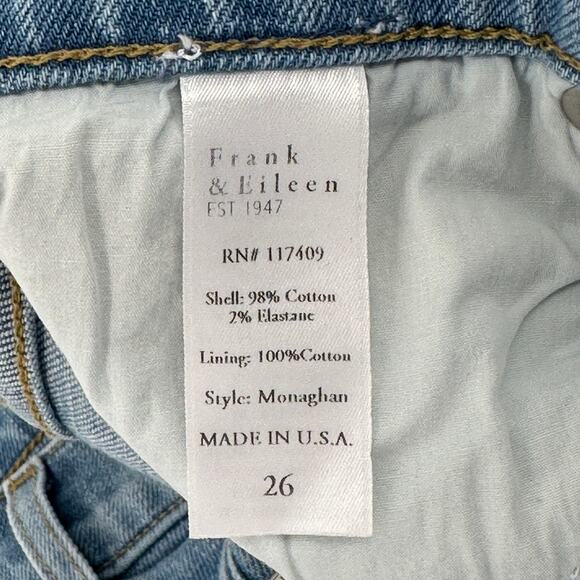 Frank
& Eileen
EST 1947
RN# 117409
Shell: 98% Cotton
2% Elastane
Lining: 100%Cotton
Style: Monaghan
MADE IN U.S.A.
26